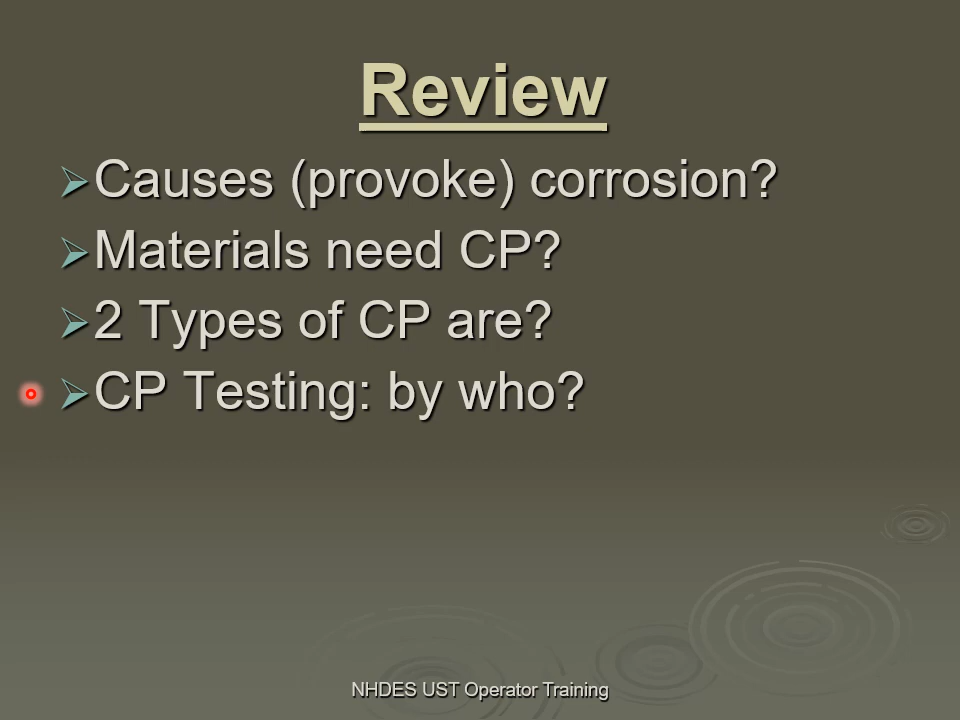 Review
Causes (provoke) corrosion?
Materials need CP?
2 Types of CP are?
CP Testing: by who?
NHDES UST Operator Training